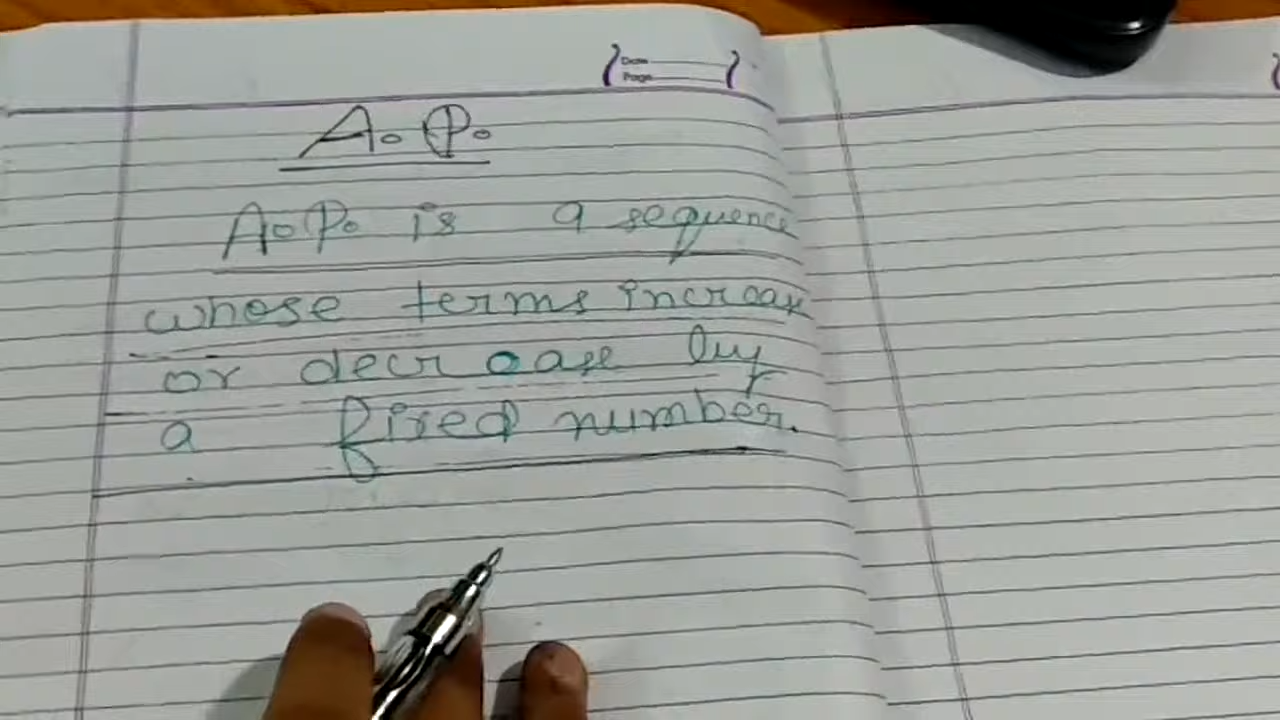 Date
Page
A.P.
A.P. is a sequence
whose terms increase
or decrease by
a fixed number.